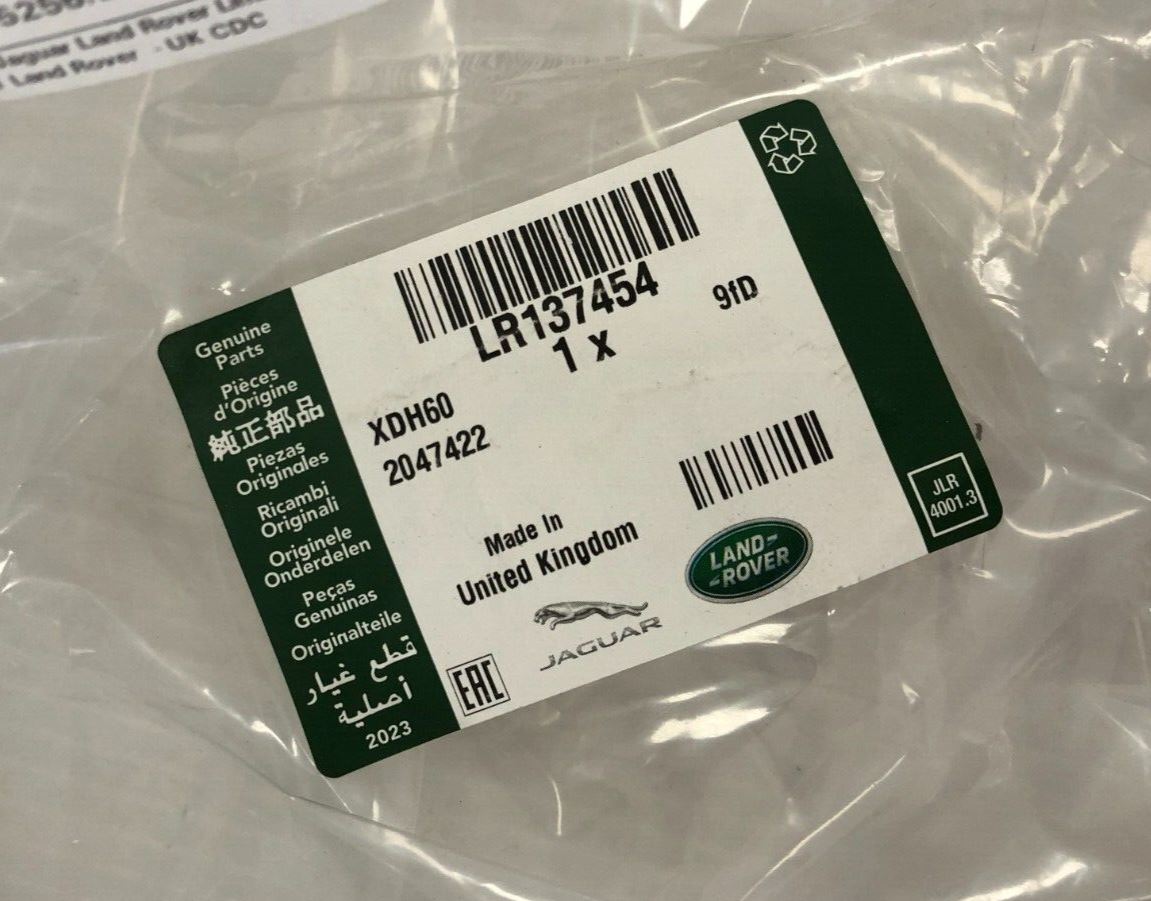 Jaguar Land Rover
Land Rover - UK CDC
LR137454
1 x
9fD
XDH60
2047422
Made In
United Kingdom
JAGUAR
LAND-
-ROVER
EAC
JLR
4001.3
Genuine
Parts
Pièces
d'Origine
純正部品
Piezas
Originales
Ricambi
Originali
Originele
Onderdelen
Peças
Genuinas
Originalteile
قطع غيار
أصلية
2023